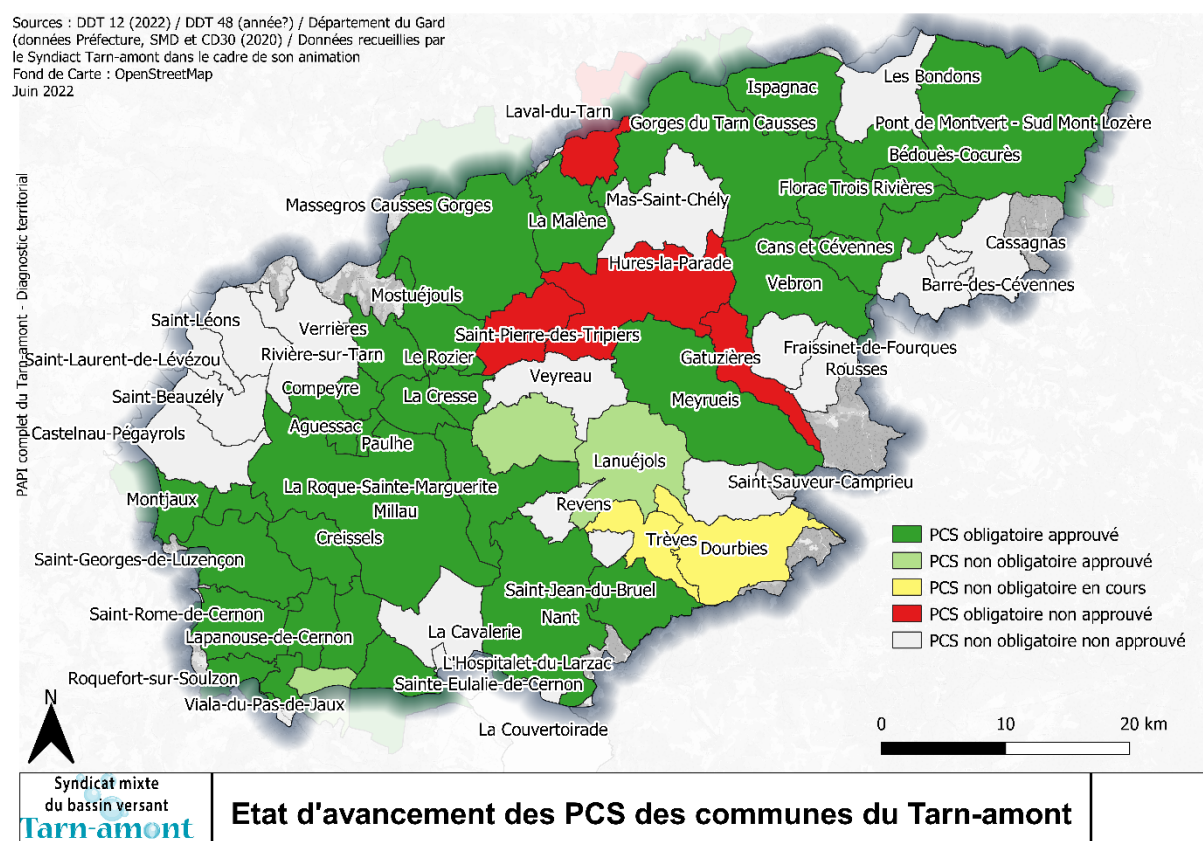 Sources : DDT 12 (2022) / DDT 48 (année?) / Département du Gard
(données Préfecture, SMD et CD30 (2020) / Données recueillies par
le Syndiact Tarn-amont dans le cadre de son animation
Fond de Carte : OpenStreetMap
Juin 2022
PAPI complet du Tarn-amont - Diagnostic territorial
Les Bondons
Ispagnac
Laval-du-Tarn
Gorges du Tarn Causses
Pont de Montvert - Sud Mont Lozère
Bédouès-Cocurès
Florac Trois Rivières
Mas-Saint-Chély
Massegros Causses Gorges
La Malène
Cans et Cévennes
Cassagnas
Hures-la-Parade
Vebron
Barre-des-Cévennes
Mostuéjouls
Saint-Léons
Verrières
Saint-Pierre-des-Tripiers
Fraissinet-de-Fourques
Saint-Laurent-de-Lévézou
Rivière-sur-Tarn
Le Rozier
Gatuzières
Rousses
Veyreau
Saint-Beauzély
Compeyre
La Cresse
Meyrueis
Castelnau-Pégayrols
Aguessac
Paulhe
Lanuéjols
Saint-Sauveur-Camprieu
La Roque-Sainte-Marguerite
Montjaux
Millau
Revens
Creissels
Trèves
Dourbies
Saint-Georges-de-Luzençon
Saint-Jean-du-Bruel
Saint-Rome-de-Cernon
Nant
Lapanouse-de-Cernon
La Cavalerie
L'Hospitalet-du-Larzac
Roquefort-sur-Soulzon
Sainte-Eulalie-de-Cernon
Viala-du-Pas-de-Jaux
La Couvertoirade
PCS obligatoire approuvé
PCS non obligatoire approuvé
PCS non obligatoire en cours
PCS obligatoire non approuvé
PCS non obligatoire non approuvé
N
0 10 20 km
Syndicat mixte
du bassin versant
Tarn-amont
Etat d'avancement des PCS des communes du Tarn-amont